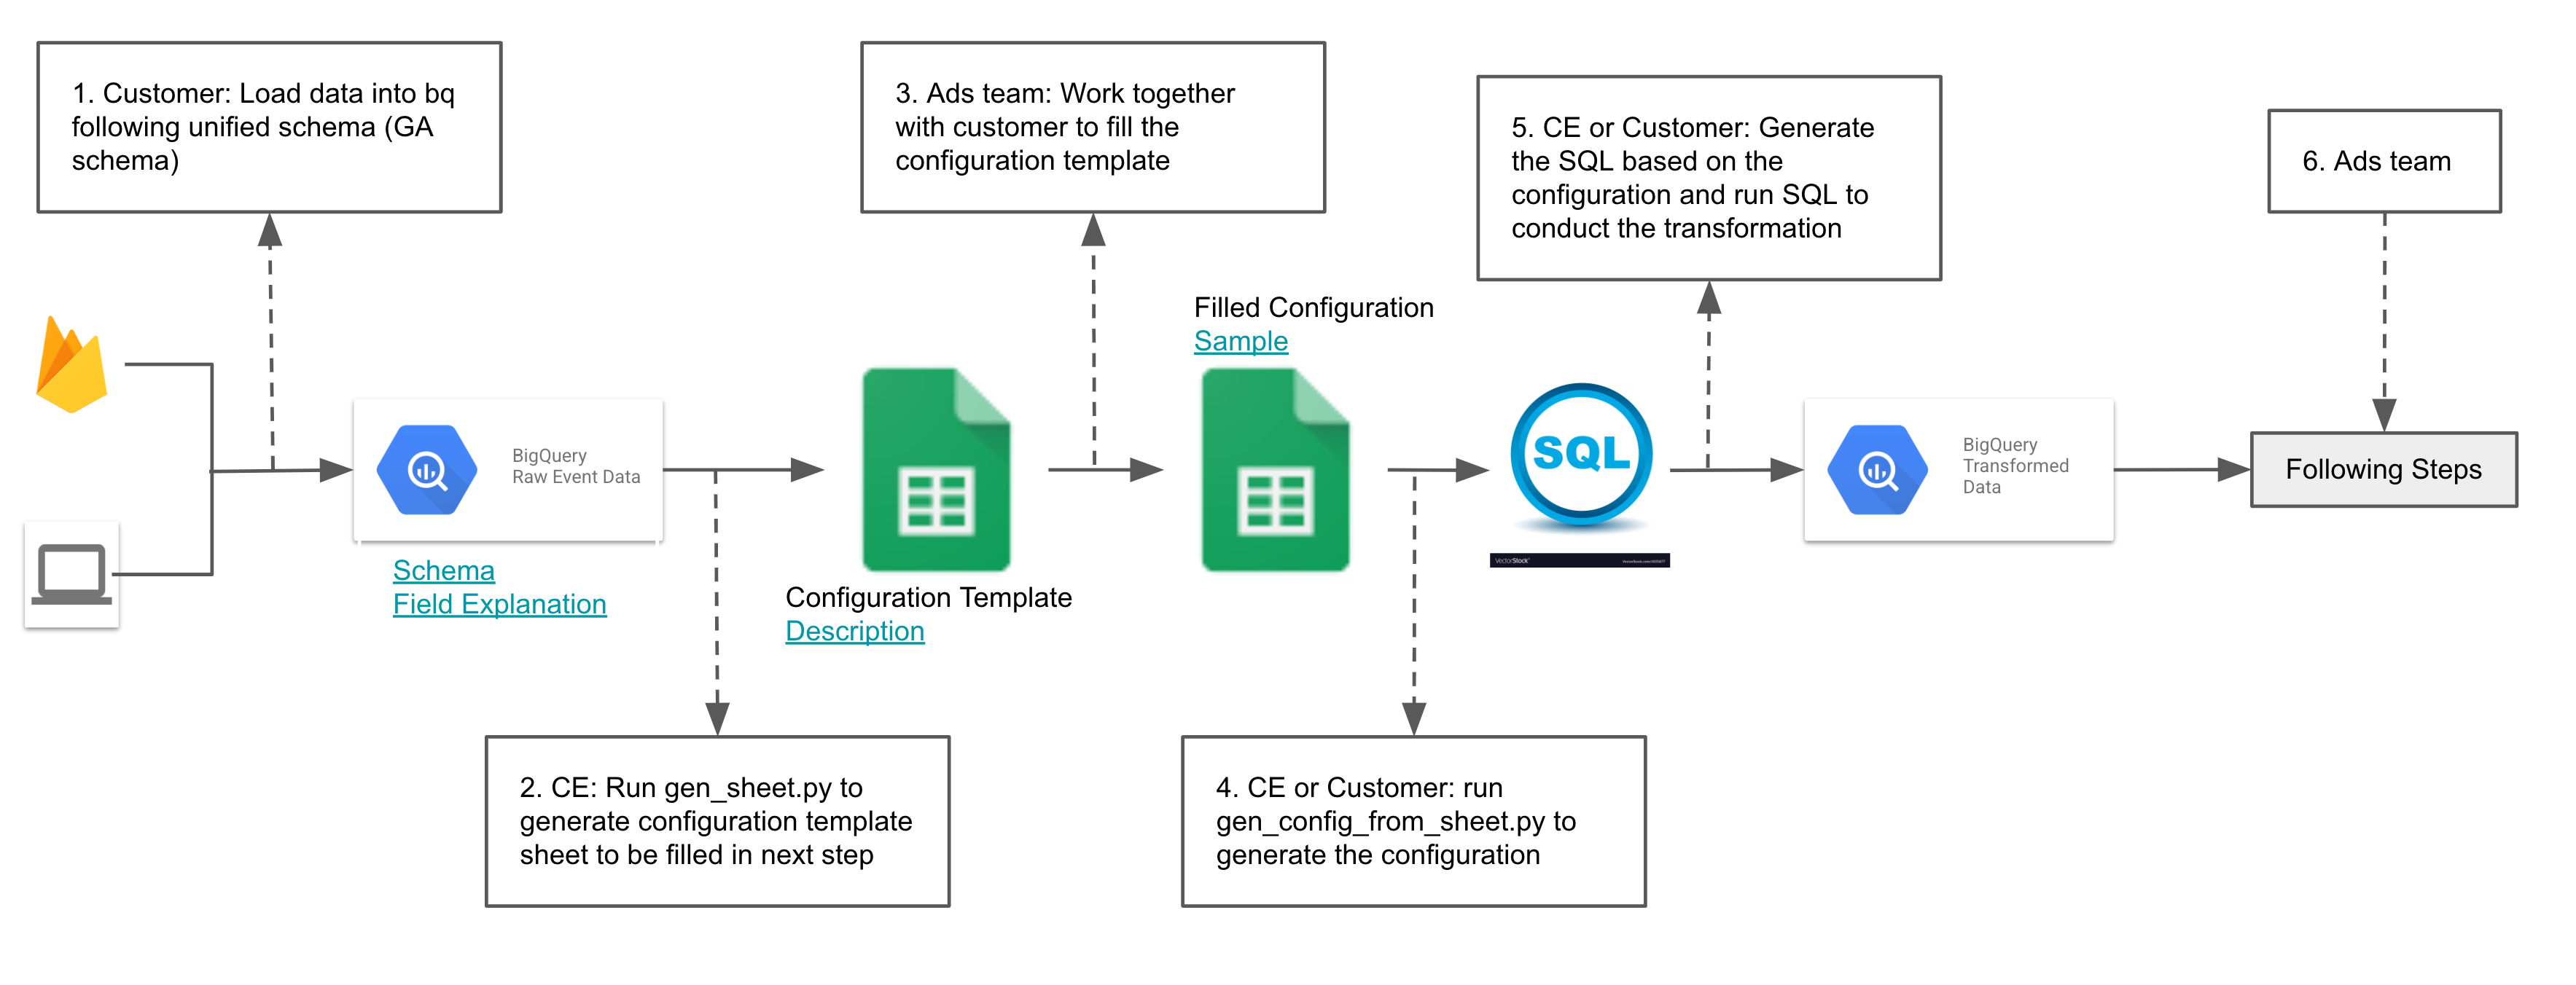 1. Customer: Load data into bq
following unified schema (GA
schema)
3. Ads team: Work together
with customer to fill the
configuration template
5. CE or Customer: Generate
the SQL based on the
configuration and run SQL to
conduct the transformation
6. Ads team
Filled Configuration
Sample
BigQuery
Raw Event Data
SQL
BigQuery
Transformed
Data
Following Steps
VectorStock
Schema
Field Explanation
Configuration Template
Description
2. CE: Run gen_sheet.py to
generate configuration template
sheet to be filled in next step
4. CE or Customer: run
gen_config_from_sheet.py to
generate the configuration